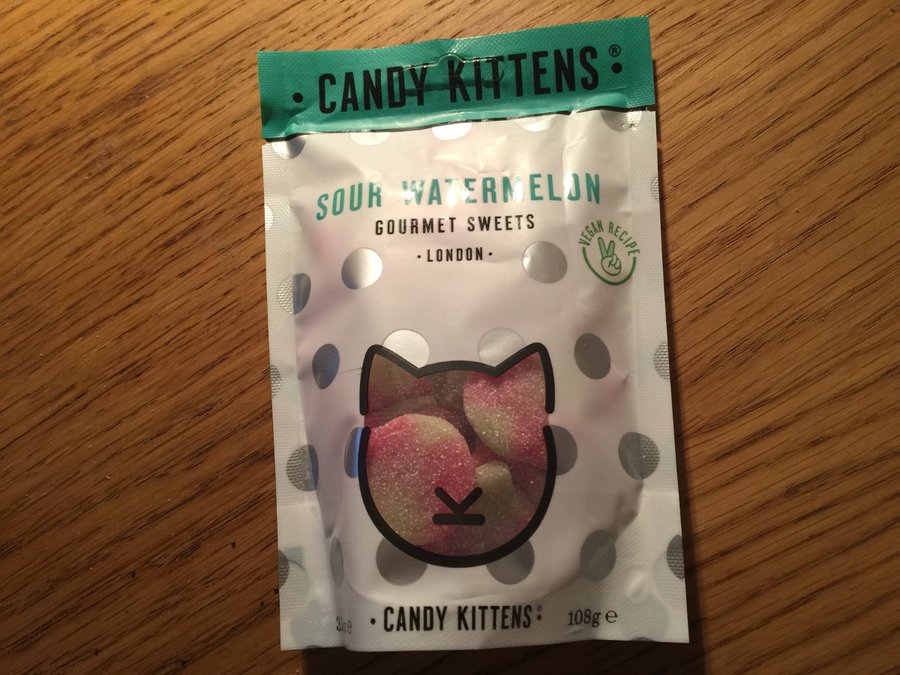 · CANDY KITTENS® ·
SOUR WATERMELON
GOURMET SWEETS
· LONDON ·
VEGAN RECIPE
K
· CANDY KITTENS® ·
108g ℮